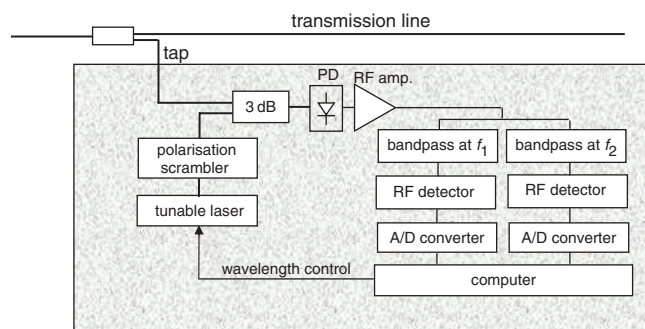 transmission line
tap
PD
RF amp.
3 dB
polarisation
scrambler
tunable laser
bandpass at f1
bandpass at f2
RF detector
RF detector
A/D converter
A/D converter
wavelength control
computer